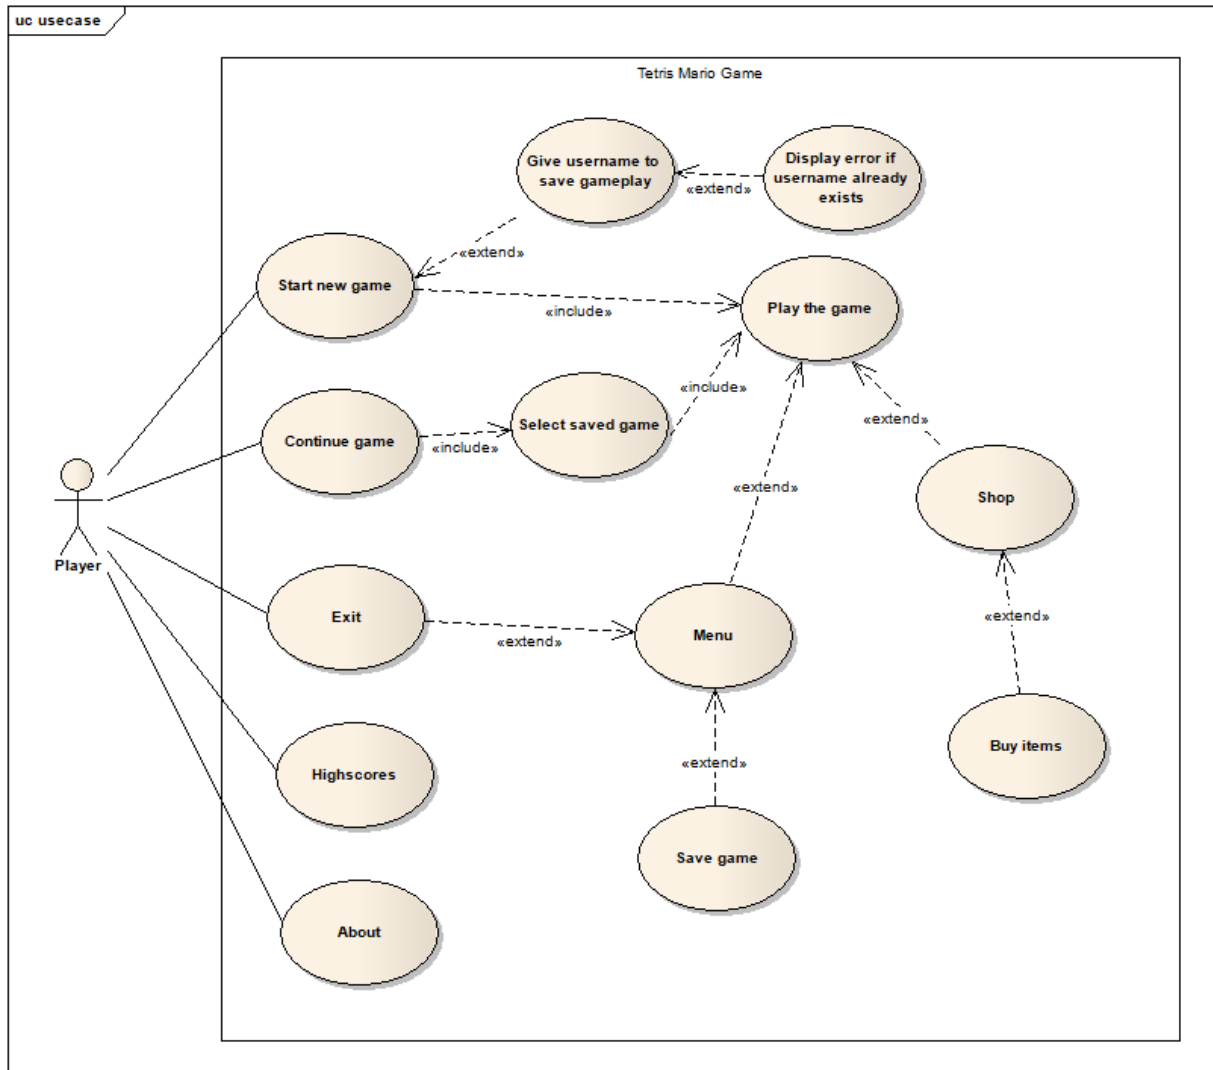 uc usecase
Tetris Mario Game
Give username to
save gameplay
Display error if
username already
exists
«extend»
«extend»
Start new game
Play the game
«include»
«include»
Continue game
Select saved game
«include»
«extend»
«extend»
Shop
Player
Exit
«extend»
Menu
«extend»
Buy items
«extend»
Highscores
Save game
About